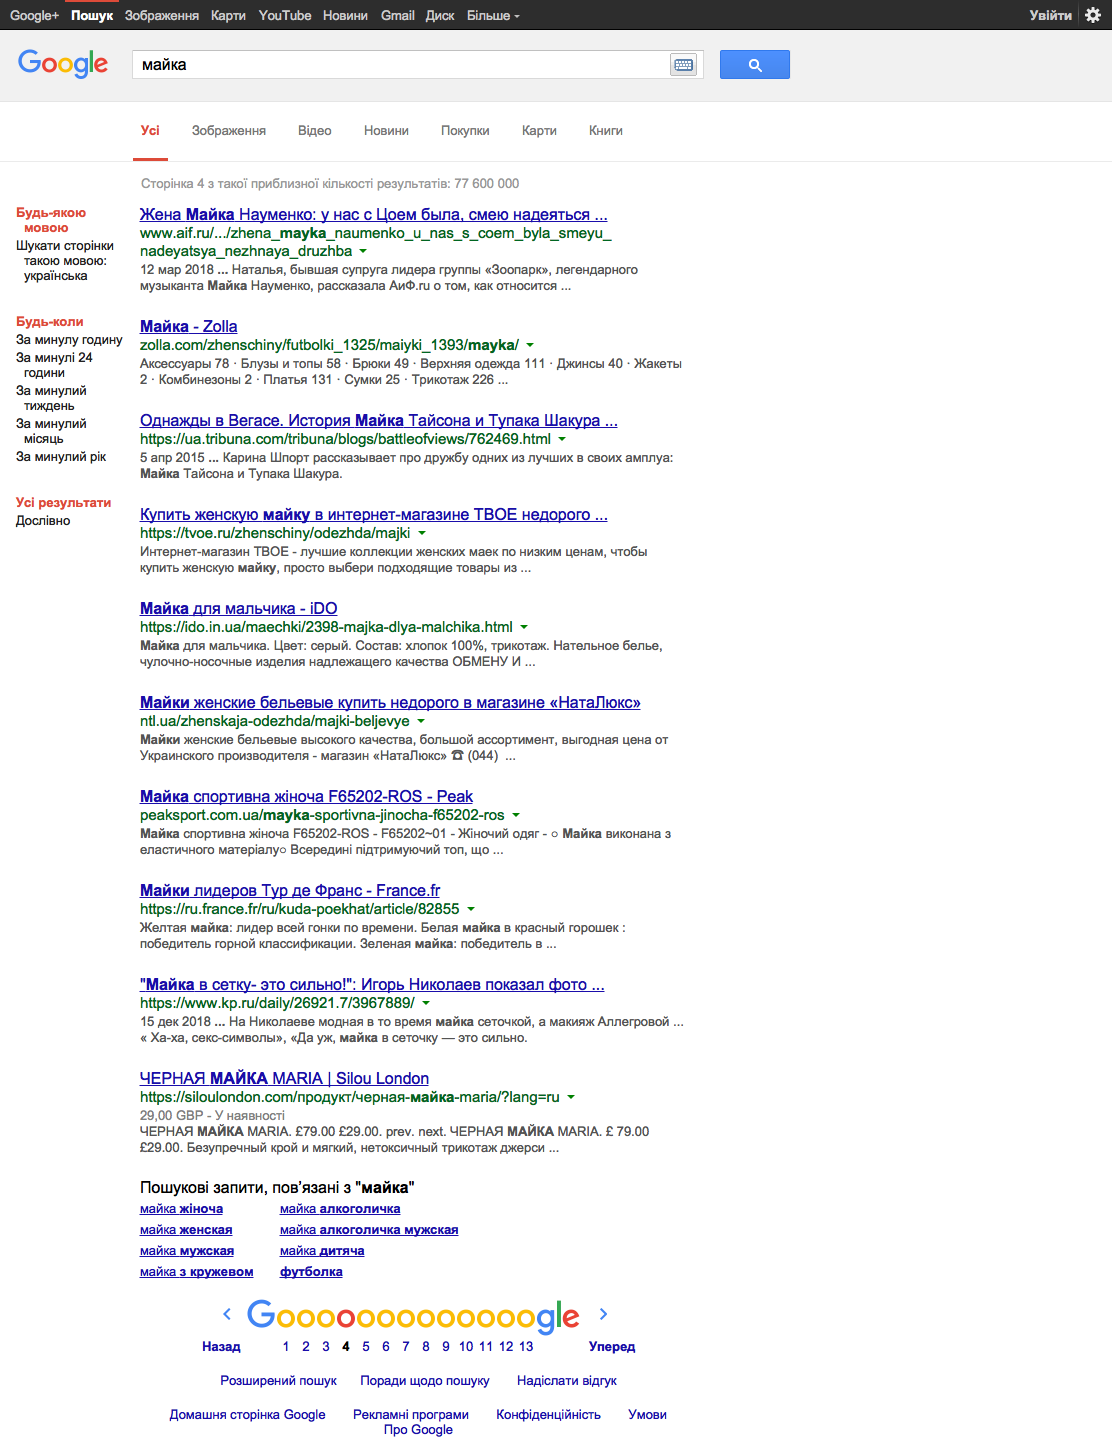 Google+ Пошук Зображення Карти YouTube Новини Gmail Диск Більше Увійти
Google майка
Усі Зображення Відео Новини Покупки Карти Книги
Сторінка 4 з такої приблизної кількості результатів: 77 600 000
Будь-якою
мовою
Шукати сторінки
такою мовою:
українська
Будь-коли
За минулу годину
За минулі 24
години
За минулий
тиждень
За минулий
місяць
За минулий рік
Усі результати
Дослівно
Жена Майка Науменко: у нас с Цоем была, смею надеяться ...
www.aif.ru/.../zhena_mayka_naumenko_u_nas_s_coem_byla_smeyu_
nadeyatsya_nezhnaya_druzhba
12 мар 2018 ... Наталья, бывшая супруга лидера группы «Зоопарк», легендарного
музыканта Майка Науменко, рассказала АиФ.ru о том, как относится ...
Майка - Zolla
zolla.com/zhenschiny/futbolki_1325/maiyki_1393/mayka/
Аксессуары 78 · Блузы и топы 58 · Брюки 49 · Верхняя одежда 111 · Джинсы 40 · Жакеты
2 · Комбинезоны 2 · Платья 131 · Сумки 25 · Трикотаж 226 ...
Однажды в Вегасе. История Майка Тайсона и Тупака Шакура ...
https://ua.tribuna.com/tribuna/blogs/battleofviews/762469.html
5 апр 2015 ... Карина Шпорт рассказывает про дружбу одних из лучших в своих амплуа:
Майка Тайсона и Тупака Шакура.
Купить женскую майку в интернет-магазине ТВОЕ недорого ...
https://tvoe.ru/zhenschiny/odezhda/majki
Интернет-магазин ТВОЕ - лучшие коллекции женских маек по низким ценам, чтобы
купить женскую майку, просто выбери подходящие товары из ...
Майка для мальчика - iDO
https://ido.in.ua/maechki/2398-majka-dlya-malchika.html
Майка для мальчика. Цвет: серый. Состав: хлопок 100%, трикотаж. Нательное белье,
чулочно-носочные изделия надлежащего качества ОБМЕНУ И ...
Майки женские бельевые купить недорого в магазине «НатаЛюкс»
ntl.ua/zhenskaja-odezhda/majki-beljevye
Майки женские бельевые высокого качества, большой ассортимент, выгодная цена от
Украинского производителя - магазин «НатаЛюкс» ☎ (044) ...
Майка спортивна жіноча F65202-ROS - Peak
peaksport.com.ua/mayka-sportivna-jinocha-f65202-ros
Майка спортивна жіноча F65202-ROS - F65202~01 - Жіночий одяг - ○ Майка виконана з
еластичного матеріалу○ Всередині підтримуючий топ, що ...
Майки лидеров Тур де Франс - France.fr
https://ru.france.fr/ru/kuda-poekhat/article/82855
Желтая майка: лидер всей гонки по времени. Белая майка в красный горошек :
победитель горной классификации. Зеленая майка: победитель в ...
"Майка в сетку- это сильно!": Игорь Николаев показал фото ...
https://www.kp.ru/daily/26921.7/3967889/
15 дек 2018 ... На Николаеве модная в то время майка сеточкой, а макияж Аллегровой ...
« Ха-ха, секс-символы», «Да уж, майка в сеточку — это сильно.
ЧЕРНАЯ МАЙКА MARIA | Silou London
https://siloulondon.com/продукт/черная-майка-maria/?lang=ru
29,00 GBP - У наявності
ЧЕРНАЯ МАЙКА MARIA. £79.00 £29.00. prev. next. ЧЕРНАЯ МАЙКА MARIA. £ 79.00
£29.00. Безупречный крой и мягкий, нетоксичный трикотаж джерси ...
Пошукові запити, пов’язані з "майка"
майка жіноча майка алкоголичка
майка женская майка алкоголичка мужская
майка мужская майка дитяча
майка з кружевом футболка
Goooooooooooooogle
Назад 1 2 3 4 5 6 7 8 9 10 11 12 13 Уперед
Розширений пошук Поради щодо пошуку Надіслати відгук
Домашня сторінка Google Рекламні програми Конфіденційність Умови
Про Google